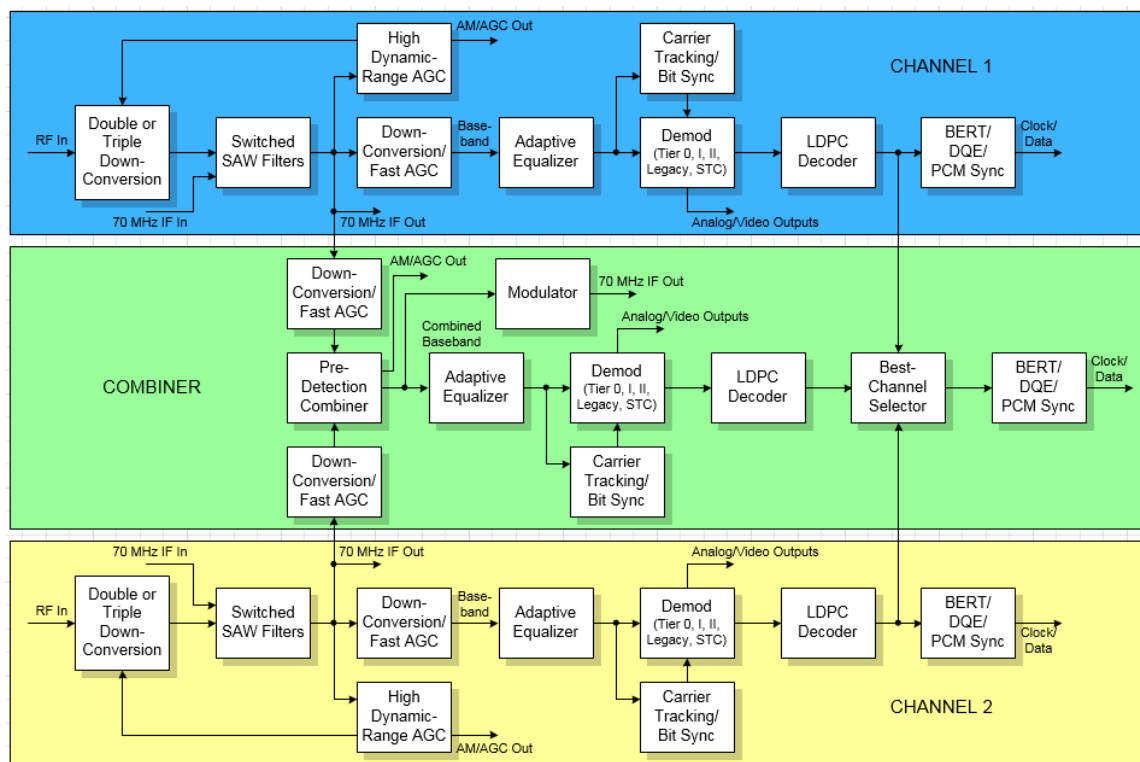 High
Dynamic-
Range AGC
AM/AGC Out
Carrier
Tracking/
Bit Sync
CHANNEL 1
RF In
Double or
Triple
Down-
Conversion
Switched
SAW Filters
Down-
Conversion/
Fast AGC
Base-
band
Adaptive
Equalizer
Demod
(Tier 0, I, II,
Legacy, STC)
LDPC
Decoder
BERT/
DQE/
PCM Sync
Clock/
Data
70 MHz IF In
70 MHz IF Out
Analog/Video Outputs
Down-
Conversion/
Fast AGC
AM/AGC Out
Modulator
70 MHz IF Out
Analog/Video Outputs
COMBINER
Pre-
Detection
Combiner
Combined
Baseband
Adaptive
Equalizer
Demod
(Tier 0, I, II,
Legacy, STC)
LDPC
Decoder
Best-
Channel
Selector
BERT/
DQE/
PCM Sync
Clock/
Data
Down-
Conversion/
Fast AGC
Carrier
Tracking/
Bit Sync
70 MHz IF In
70 MHz IF Out
Analog/Video Outputs
RF In
Double or
Triple
Down-
Conversion
Switched
SAW Filters
Down-
Conversion/
Fast AGC
Base-
band
Adaptive
Equalizer
Demod
(Tier 0, I, II,
Legacy, STC)
LDPC
Decoder
BERT/
DQE/
PCM Sync
Clock/
Data
High
Dynamic-
Range AGC
AM/AGC Out
Carrier
Tracking/
Bit Sync
CHANNEL 2